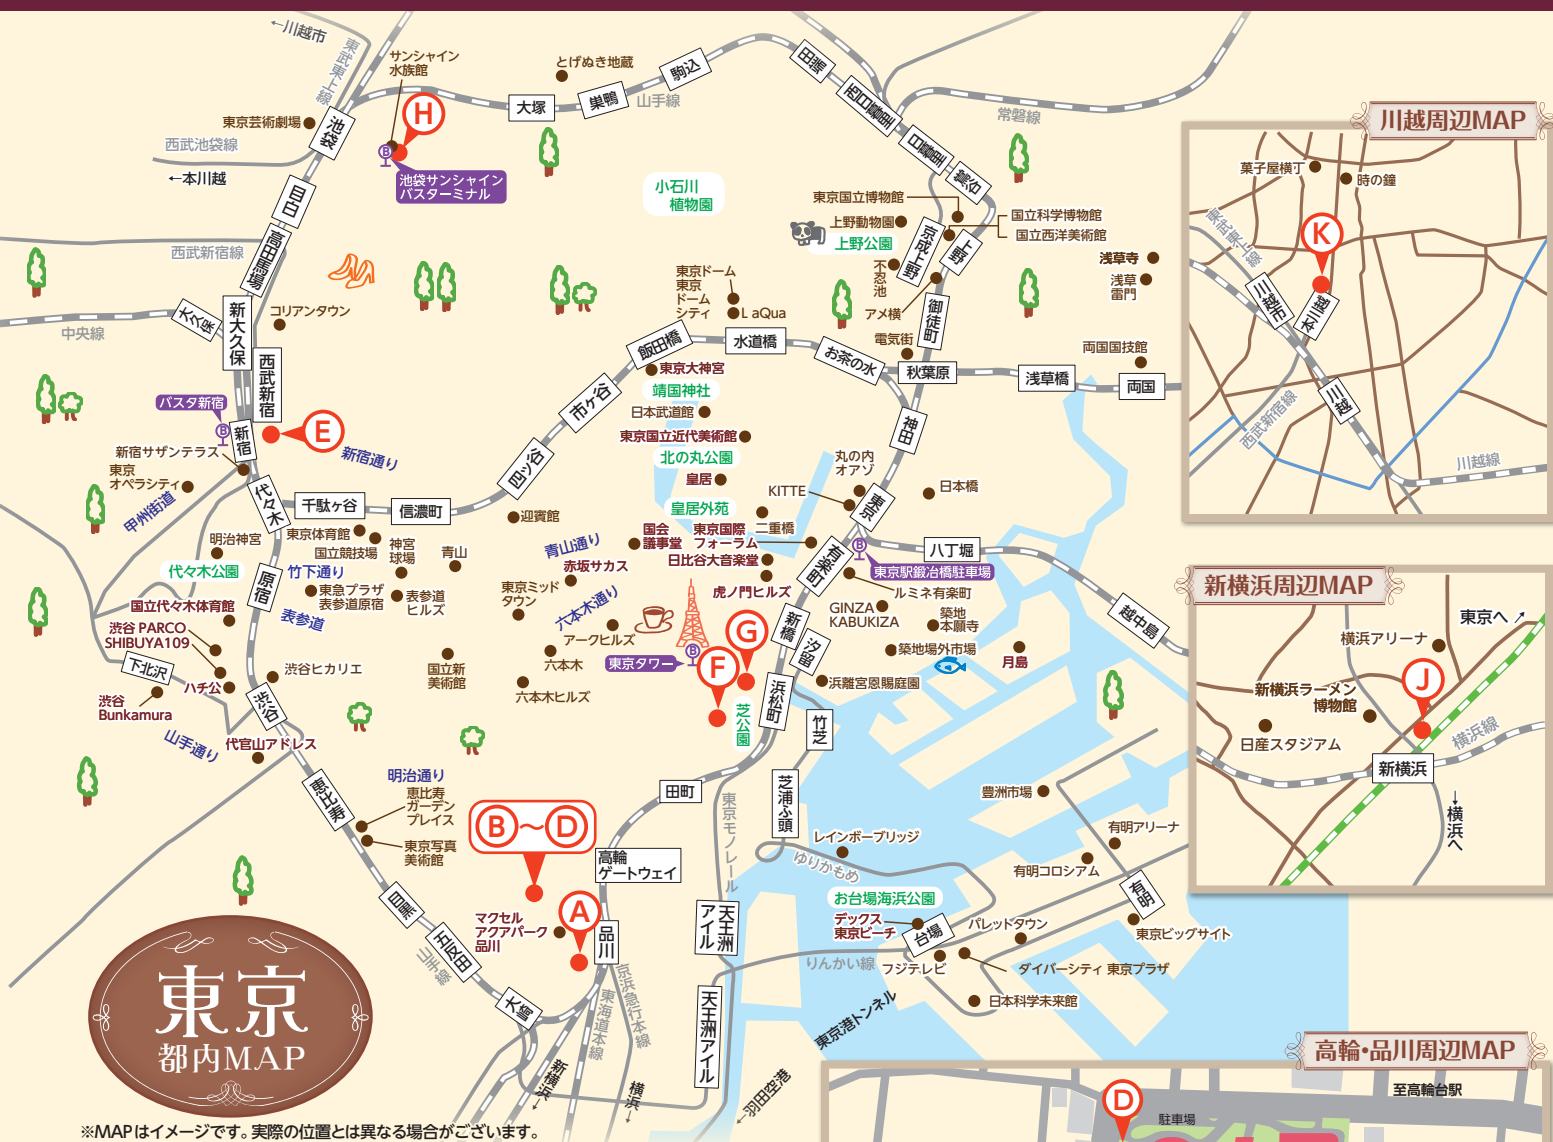 ←川越市
東武東上線
サンシャイン
水族館
とげぬき地蔵
駒込
巣鴨
大塚
山手線
田端
西日暮里
日暮里
鶯谷
常磐線
東京芸術劇場
池袋
H
B
池袋サンシャイン
バスターミナル
西武池袋線
←本川越
目白
高田馬場
西武新宿線
小石川
植物園
東京国立博物館
上野動物園
上野公園
京成上野
上野
国立科学博物館
国立西洋美術館
浅草寺
浅草
雷門
不忍池
アメ横
御徒町
電気街
両国国技館
大久保
新大久保
中央線
コリアンタウン
西武新宿
東京ドーム
東京
ドーム
シティ
LaQua
飯田橋
水道橋
お茶の水
秋葉原
浅草橋
両国
東京大神宮
靖国神社
日本武道館
市ヶ谷
神田
バスタ新宿
B
新宿
E
新宿通り
新宿サザンテラス
東京
オペラシティ
甲州街道
東京国立近代美術館
北の丸公園
皇居
皇居外苑
四ツ谷
丸の内
オアゾ
KITTE
東京
日本橋
代々木
千駄ヶ谷
信濃町
迎賓館
二重橋
国会
議事堂
東京国際
フォーラム
日比谷大音楽堂
有楽町
B
八丁堀
東京駅鍛冶橋駐車場
越中島
明治神宮
代々木公園
東京体育館
国立競技場
神宮
球場
青山
青山通り
赤坂サカス
竹下通り
原宿
東急プラザ
表参道原宿
表参道
ヒルズ
表参道
東京ミッド
タウン
六本木通り
虎ノ門ヒルズ
ルミネ有楽町
GINZA
KABUKIZA
築地
本願寺
築地場外市場
月島
国立代々木体育館
渋谷 PARCO
SHIBUYA109
下北沢
ハチ公
渋谷
Bunkamura
渋谷ヒカリエ
渋谷
国立新
美術館
アークヒルズ
六本木
六本木ヒルズ
東京タワー
B
G
F
新橋
汐留
浜離宮恩賜庭園
浜松町
竹芝
芝公園
山手通り
代官山アドレス
恵比寿
明治通り
恵比寿
ガーデン
プレイス
東京写真
美術館
田町
東京モノレール
芝浦ふ頭
豊洲市場
レインボーブリッジ
ゆりかもめ
有明アリーナ
有明コロシアム
有明
B~D
高輪
ゲートウェイ
A
マクセル
アクアパーク
品川
品川
目黒
五反田
山手線
大崎
天王洲
アイル
天王洲アイル
お台場海浜公園
デックス
東京ビーチ
台場
パレットタウン
東京ビッグサイト
りんかい線
フジテレビ
ダイバーシティ 東京プラザ
日本科学未来館
東京港トンネル
京浜急行本線
東海道本線
新横浜→
横浜→
←羽田空港
東京
都内MAP
※MAPはイメージです。実際の位置とは異なる場合がございます。
川越周辺MAP
菓子屋横丁
時の鐘
東武東上線
K
川越市
本川越
川越
西武新宿線
川越線
新横浜周辺MAP
東京へ↗
横浜アリーナ
J
新横浜ラーメン
博物館
日産スタジアム
新横浜
横浜線
→横浜へ
高輪・品川周辺MAP
至高輪台駅
D
駐車場